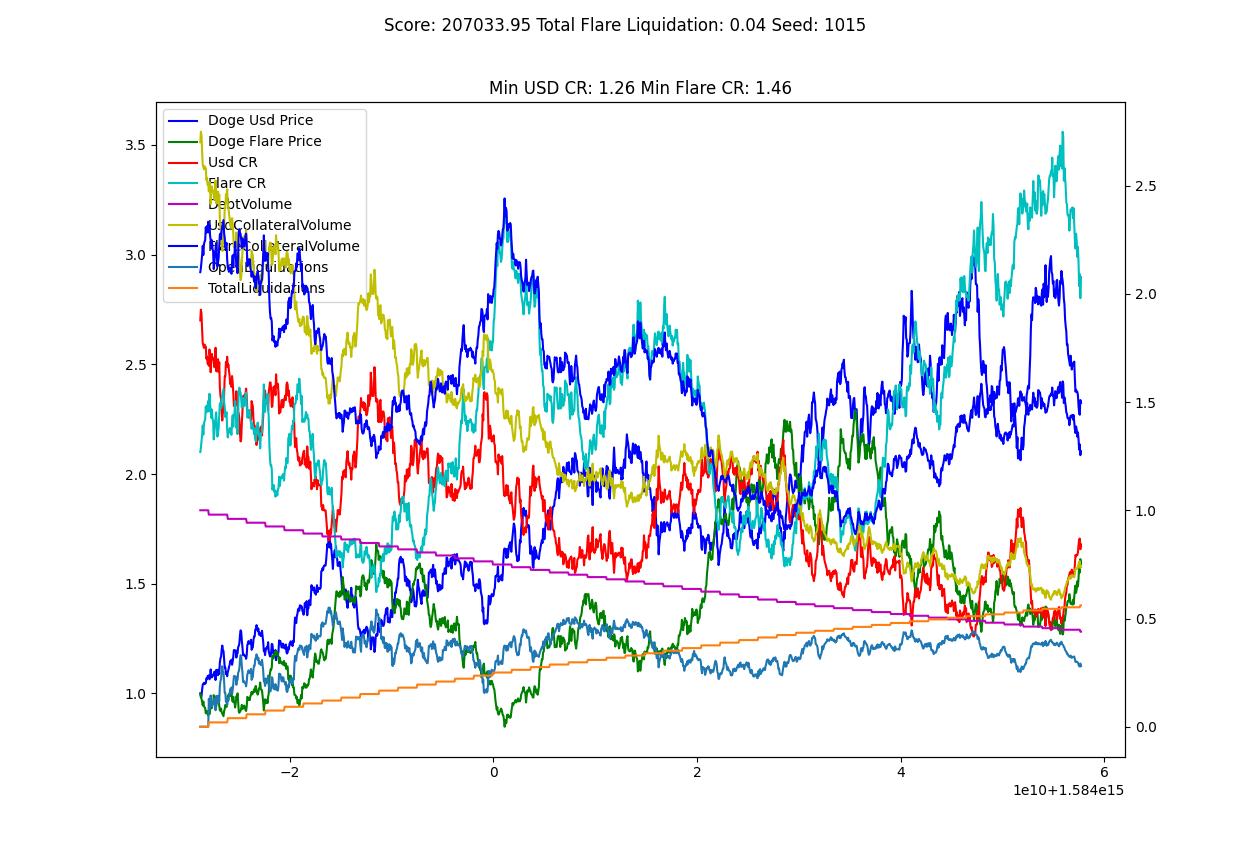 Score: 207033.95 Total Flare Liquidation: 0.04 Seed: 1015
Min USD CR: 1.26 Min Flare CR: 1.46
Doge Usd Price
Doge Flare Price
Usd CR
Flare CR
DebtVolume
UsdCollateralVolume
FlareCollateralVolume
OpenLiquidations
TotalLiquidations
3.5
3.0
2.5
2.0
1.5
1.0
2.5
2.0
1.5
1.0
0.5
0.0
−2
0
2
4
6
1e10+1.584e15